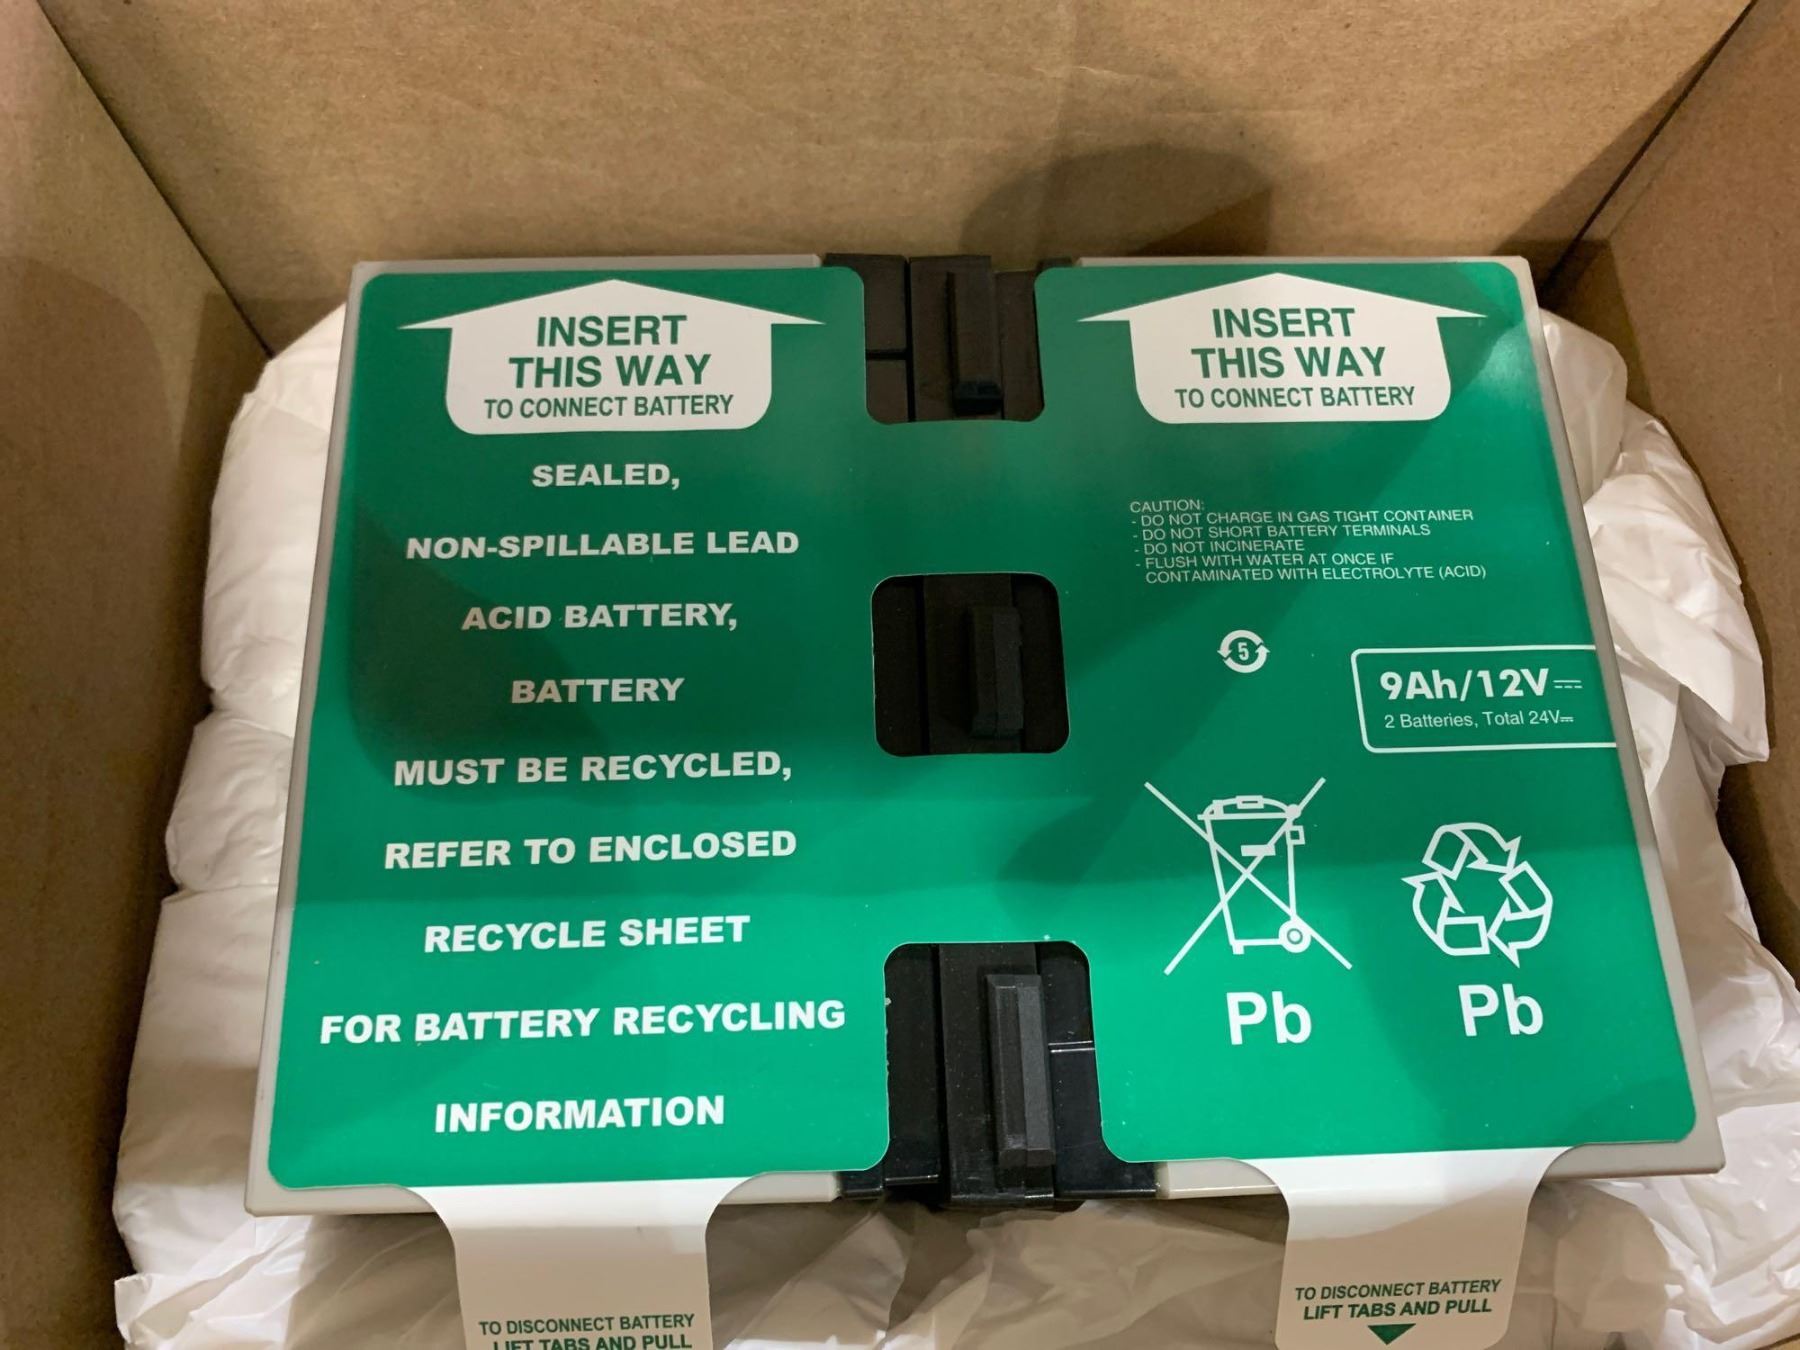 INSERT
THIS WAY
TO CONNECT BATTERY
SEALED,
NON-SPILLABLE LEAD
ACID BATTERY,
BATTERY
MUST BE RECYCLED,
REFER TO ENCLOSED
RECYCLE SHEET
FOR BATTERY RECYCLING
INFORMATION
TO DISCONNECT BATTERY
LIFT TABS AND PULL
INSERT
THIS WAY
TO CONNECT BATTERY
CAUTION:
- DO NOT CHARGE IN GAS TIGHT CONTAINER
- DO NOT SHORT BATTERY TERMINALS
- DO NOT INCINERATE
- FLUSH WITH WATER AT ONCE IF
CONTAMINATED WITH ELECTROLYTE (ACID)
5
9Ah/12V⎓
2 Batteries, Total 24V⎓
Pb
Pb
TO DISCONNECT BATTERY
LIFT TABS AND PULL